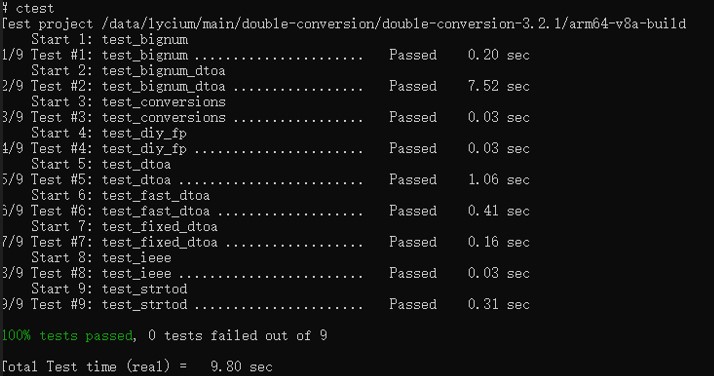 # ctest
Test project /data/lycium/main/double-conversion/double-conversion-3.2.1/arm64-v8a-build
    Start 1: test_bignum
1/9 Test #1: test_bignum ......................   Passed    0.20 sec
    Start 2: test_bignum_dtoa
2/9 Test #2: test_bignum_dtoa .................   Passed    7.52 sec
    Start 3: test_conversions
3/9 Test #3: test_conversions .................   Passed    0.03 sec
    Start 4: test_diy_fp
4/9 Test #4: test_diy_fp ......................   Passed    0.03 sec
    Start 5: test_dtoa
5/9 Test #5: test_dtoa ........................   Passed    1.06 sec
    Start 6: test_fast_dtoa
6/9 Test #6: test_fast_dtoa ...................   Passed    0.41 sec
    Start 7: test_fixed_dtoa
7/9 Test #7: test_fixed_dtoa ..................   Passed    0.16 sec
    Start 8: test_ieee
8/9 Test #8: test_ieee ........................   Passed    0.03 sec
    Start 9: test_strtod
9/9 Test #9: test_strtod ......................   Passed    0.31 sec

100% tests passed, 0 tests failed out of 9

Total Test time (real) =   9.80 sec